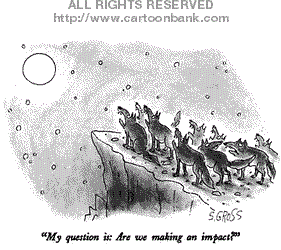 ALL RIGHTS RESERVED
http://www.cartoonbank.com
S.GROSS
"My question is: Are we making an impact?"